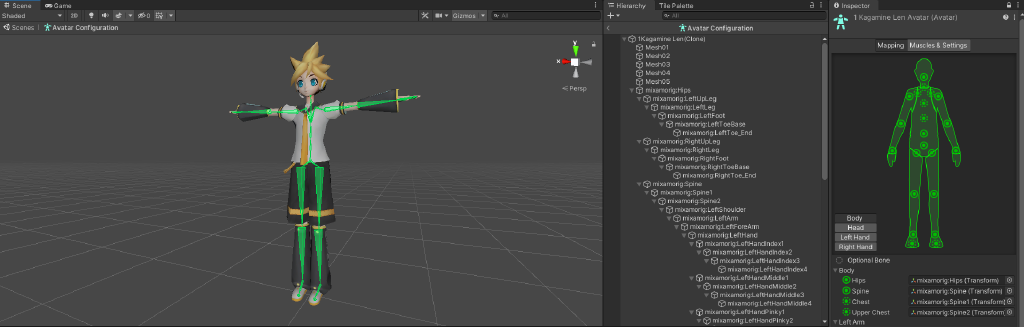 Scene Game
Shaded 2D Gizmos All
Scenes Avatar Configuration
Y
X
Persp
Hierarchy Tile Palette
All
Avatar Configuration
1Kagamine Len(Clone)
Mesh01
Mesh02
Mesh03
Mesh04
Mesh05
mixamorig:Hips
mixamorig:LeftUpLeg
mixamorig:LeftLeg
mixamorig:LeftFoot
mixamorig:LeftToeBase
mixamorig:LeftToe_End
mixamorig:RightUpLeg
mixamorig:RightLeg
mixamorig:RightFoot
mixamorig:RightToeBase
mixamorig:RightToe_End
mixamorig:Spine
mixamorig:Spine1
mixamorig:Spine2
mixamorig:LeftShoulder
mixamorig:LeftArm
mixamorig:LeftForeArm
mixamorig:LeftHand
mixamorig:LeftHandIndex1
mixamorig:LeftHandIndex2
mixamorig:LeftHandIndex3
mixamorig:LeftHandIndex4
mixamorig:LeftHandMiddle1
mixamorig:LeftHandMiddle2
mixamorig:LeftHandMiddle3
mixamorig:LeftHandMiddle4
mixamorig:LeftHandPinky1
mixamorig:LeftHandPinky2
Inspector
1 Kagamine Len Avatar (Avatar)
Mapping Muscles & Settings
Body
Head
Left Hand
Right Hand
Optional Bone
Body
Hips mixamorig:Hips (Transform)
Spine mixamorig:Spine (Transform)
Chest mixamorig:Spine1 (Transform)
Upper Chest mixamorig:Spine2 (Transform)
Left Arm